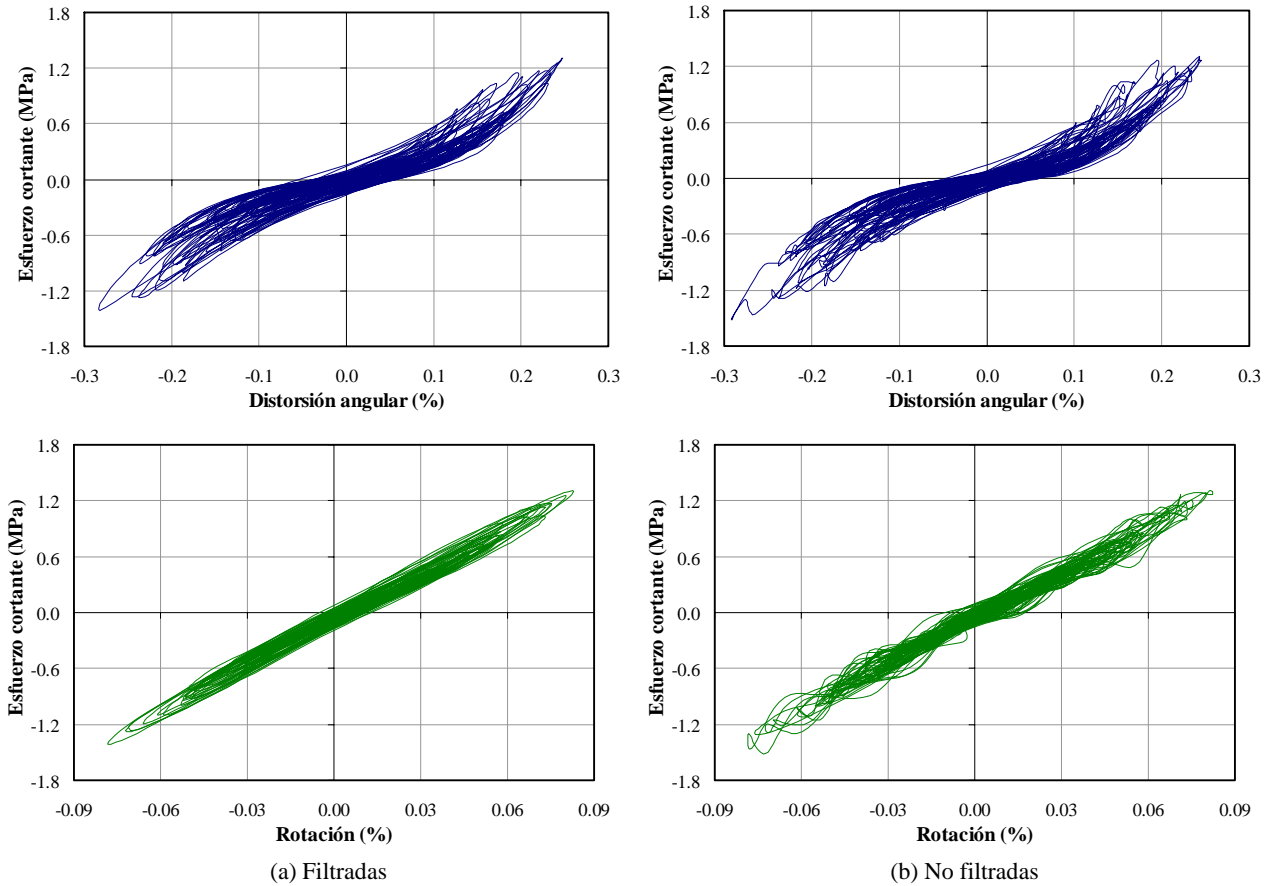 1.8
1.2
0.6
0.0
-0.6
-1.2
-1.8
Esfuerzo cortante (MPa)
-0.3 -0.2 -0.1 0.0 0.1 0.2 0.3
Distorsión angular (%)
1.8
1.2
0.6
0.0
-0.6
-1.2
-1.8
Esfuerzo cortante (MPa)
-0.3 -0.2 -0.1 0.0 0.1 0.2 0.3
Distorsión angular (%)
1.8
1.2
0.6
0.0
-0.6
-1.2
-1.8
Esfuerzo cortante (MPa)
-0.09 -0.06 -0.03 0.00 0.03 0.06 0.09
Rotación (%)
(a) Filtradas
1.8
1.2
0.6
0.0
-0.6
-1.2
-1.8
Esfuerzo cortante (MPa)
-0.09 -0.06 -0.03 0.00 0.03 0.06 0.09
Rotación (%)
(b) No filtradas